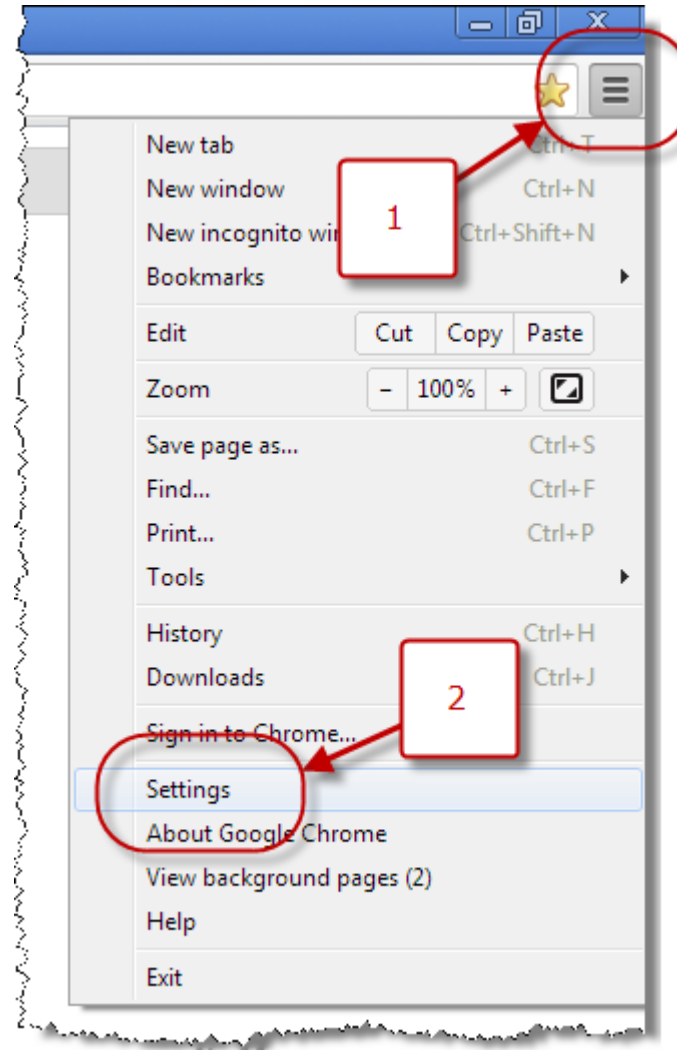 New tab Ctrl+T
New window Ctrl+N
New incognito Ctrl+Shift+N
1
Bookmarks
Edit Cut Copy Paste
Zoom - 100% +
Save page as... Ctrl+S
Find... Ctrl+F
Print... Ctrl+P
Tools
History Ctrl+H
Downloads Ctrl+J
2
Sign in to Chrome...
Settings
About Google Chrome
View background pages (2)
Help
Exit